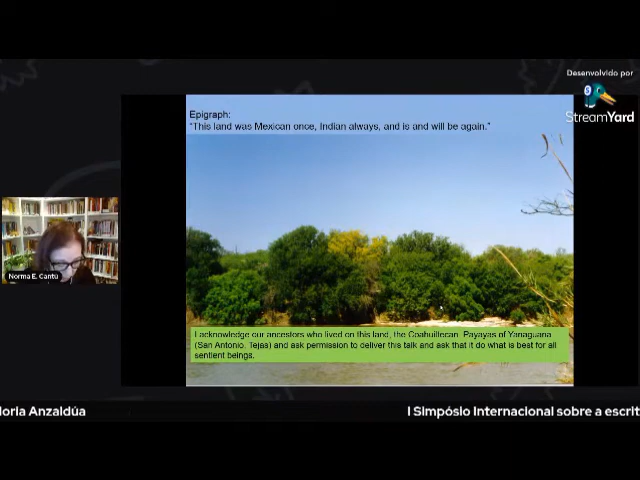 Desenvolvido por
StreamYard
Epigraph:
"This land was Mexican once, Indian always, and is and will be again."
Norma E. Cantú
I acknowledge our ancestors who lived on this land, the Coahuiltecan, Payayas of Yanaguana
(San Antonio, Tejas) and ask permission to deliver this talk and ask that it do what is best for all
sentient beings.
loria Anzaldúa
I Simpósio Internacional sobre a escrit